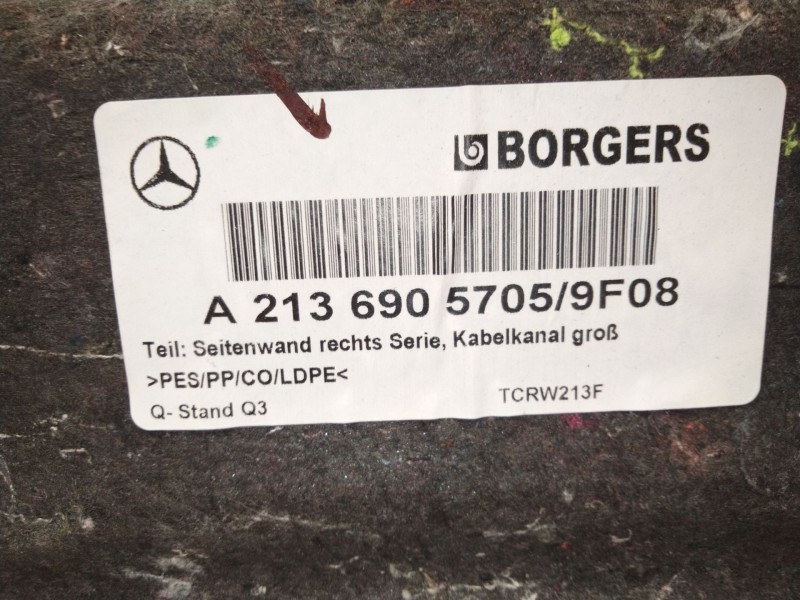 BORGERS
A 213 690 5705/9F08
Teil: Seitenwand rechts Serie, Kabelkanal groß
>PES/PP/CO/LDPE<
Q- Stand Q3
TCRW213F